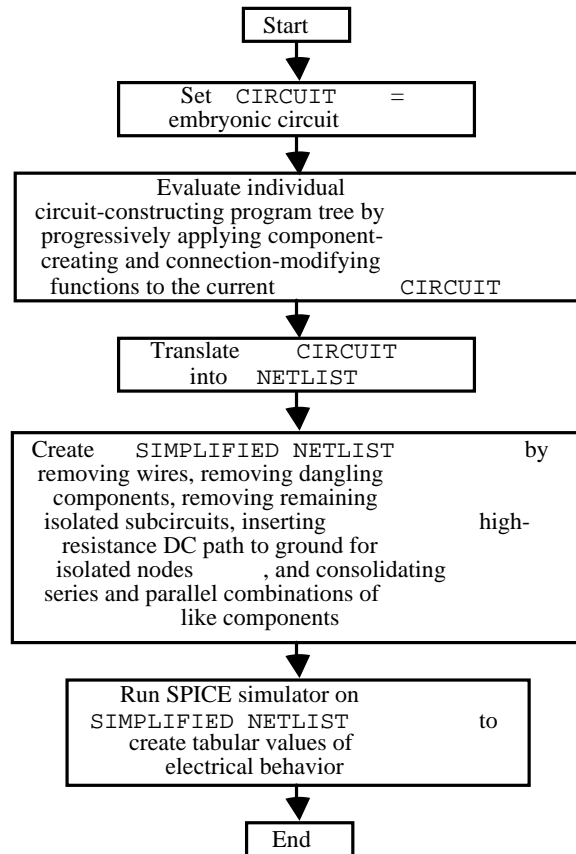 Start
Set CIRCUIT =
embryonic circuit
Evaluate individual
circuit-constructing program tree by
progressively applying component-
creating and connection-modifying
functions to the current CIRCUIT
Translate CIRCUIT
into NETLIST
Create SIMPLIFIED NETLIST by
removing wires, removing dangling
components, removing remaining
isolated subcircuits, inserting high-
resistance DC path to ground for
isolated nodes , and consolidating
series and parallel combinations of
like components
Run SPICE simulator on
SIMPLIFIED NETLIST to
create tabular values of
electrical behavior
End